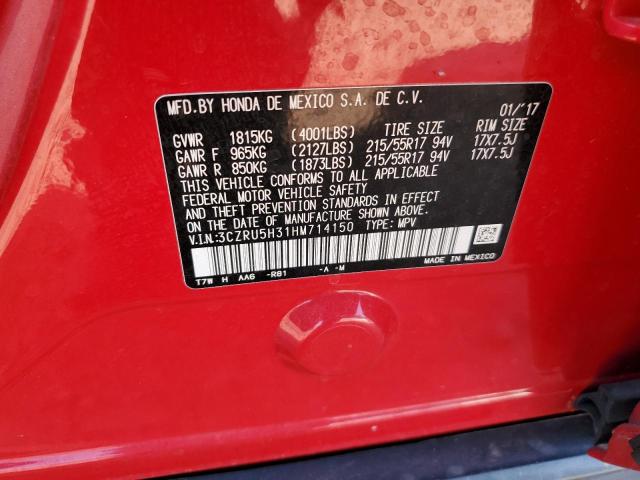 MFD.BY HONDA DE MEXICO S.A. DE C.V. 01/'17
GVWR 1815KG (4001LBS) TIRE SIZE RIM SIZE
GAWR F 965KG (2127LBS) 215/55R17 94V 17X7.5J
GAWR R 850KG (1873LBS) 215/55R17 94V 17X7.5J
THIS VEHICLE CONFORMS TO ALL APPLICABLE
FEDERAL MOTOR VEHICLE SAFETY
AND THEFT PREVENTION STANDARDS IN EFFECT
ON THE DATE OF MANUFACTURE SHOWN ABOVE.
V.I.N:3CZRU5H31HM714150 TYPE: MPV
T7W H AA6 -R81 -A -M MADE IN MEXICO